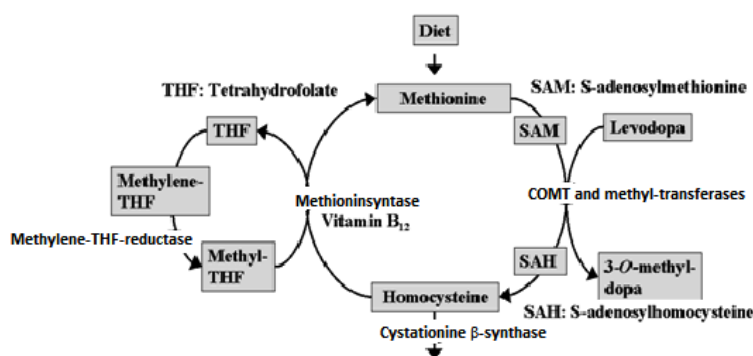 Diet
THF: Tetrahydrofolate
SAM: S-adenosylmethionine
Methionine
THF
SAM
Levodopa
Methylene-
THF
Methioninsyntase
Vitamin B₁₂
COMT and methyl-transferases
Methylene-THF-reductase
Methyl-
THF
SAH
3-O-methyl-
dopa
Homocysteine
SAH: S-adenosylhomocysteine
Cystationine β-synthase